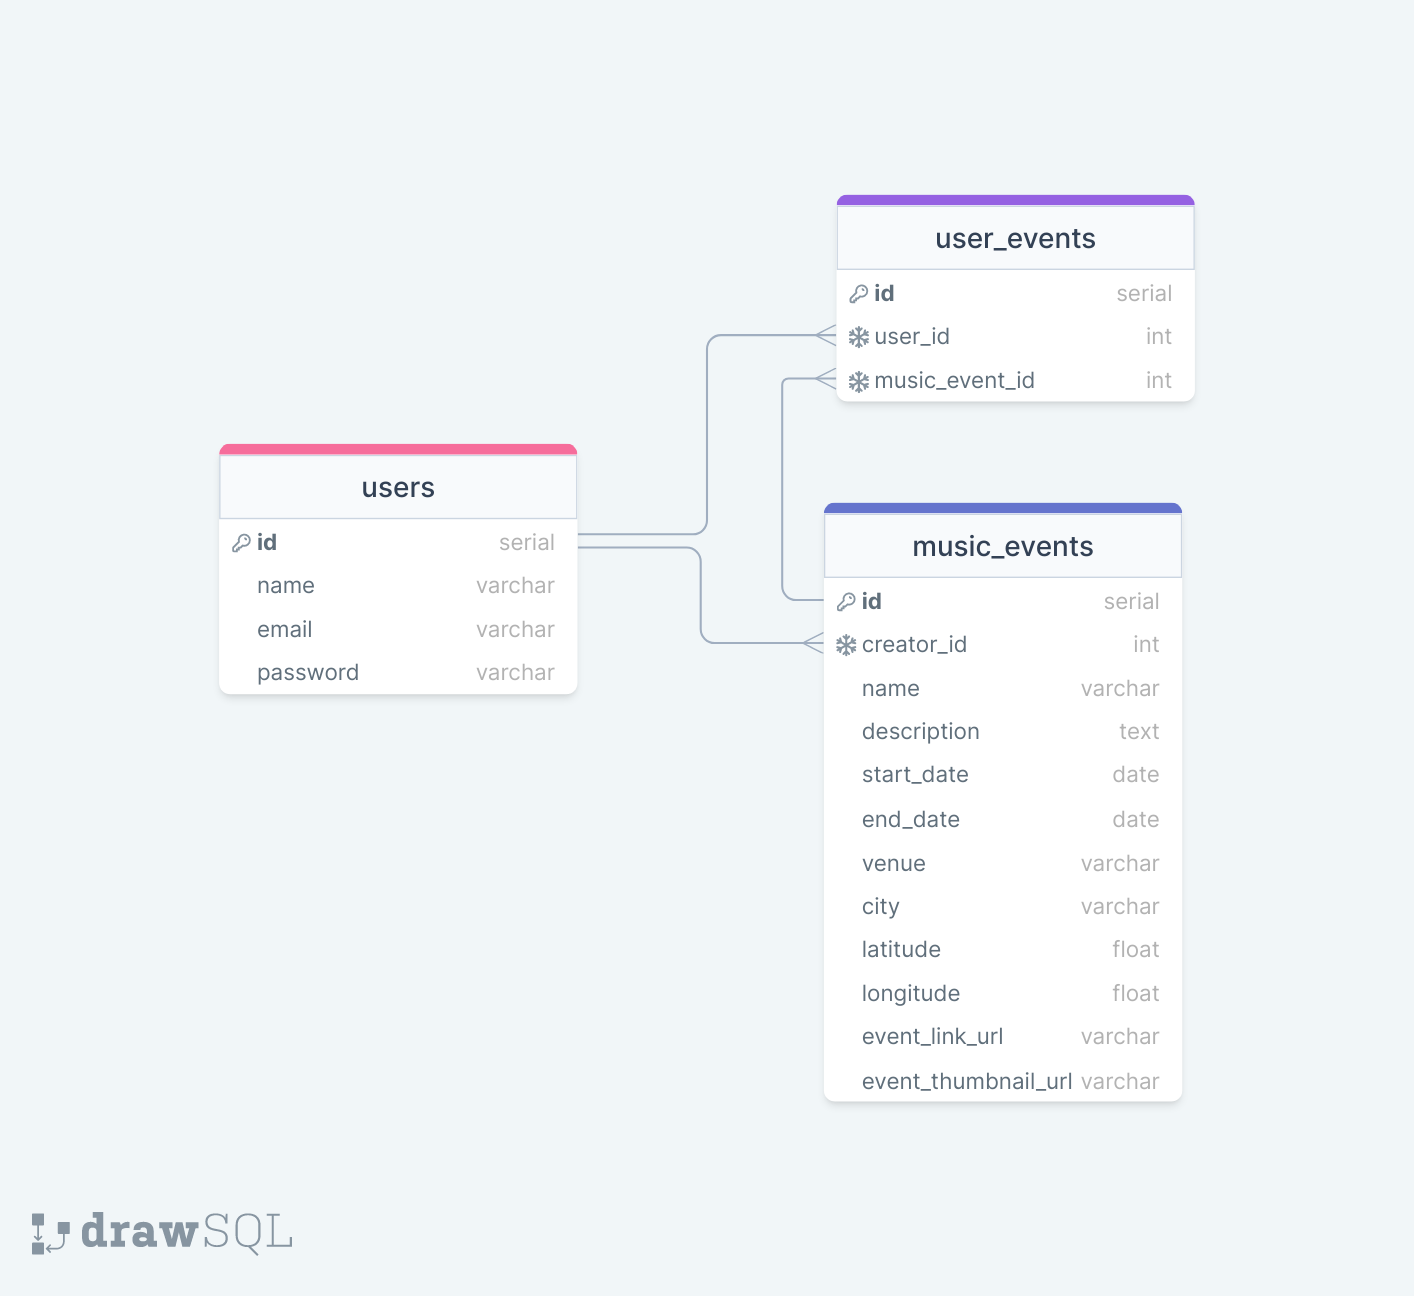 user_events
id serial
user_id int
music_event_id int
users
id serial
name varchar
email varchar
password varchar
music_events
id serial
creator_id int
name varchar
description text
start_date date
end_date date
venue varchar
city varchar
latitude float
longitude float
event_link_url varchar
event_thumbnail_url varchar
drawSQL